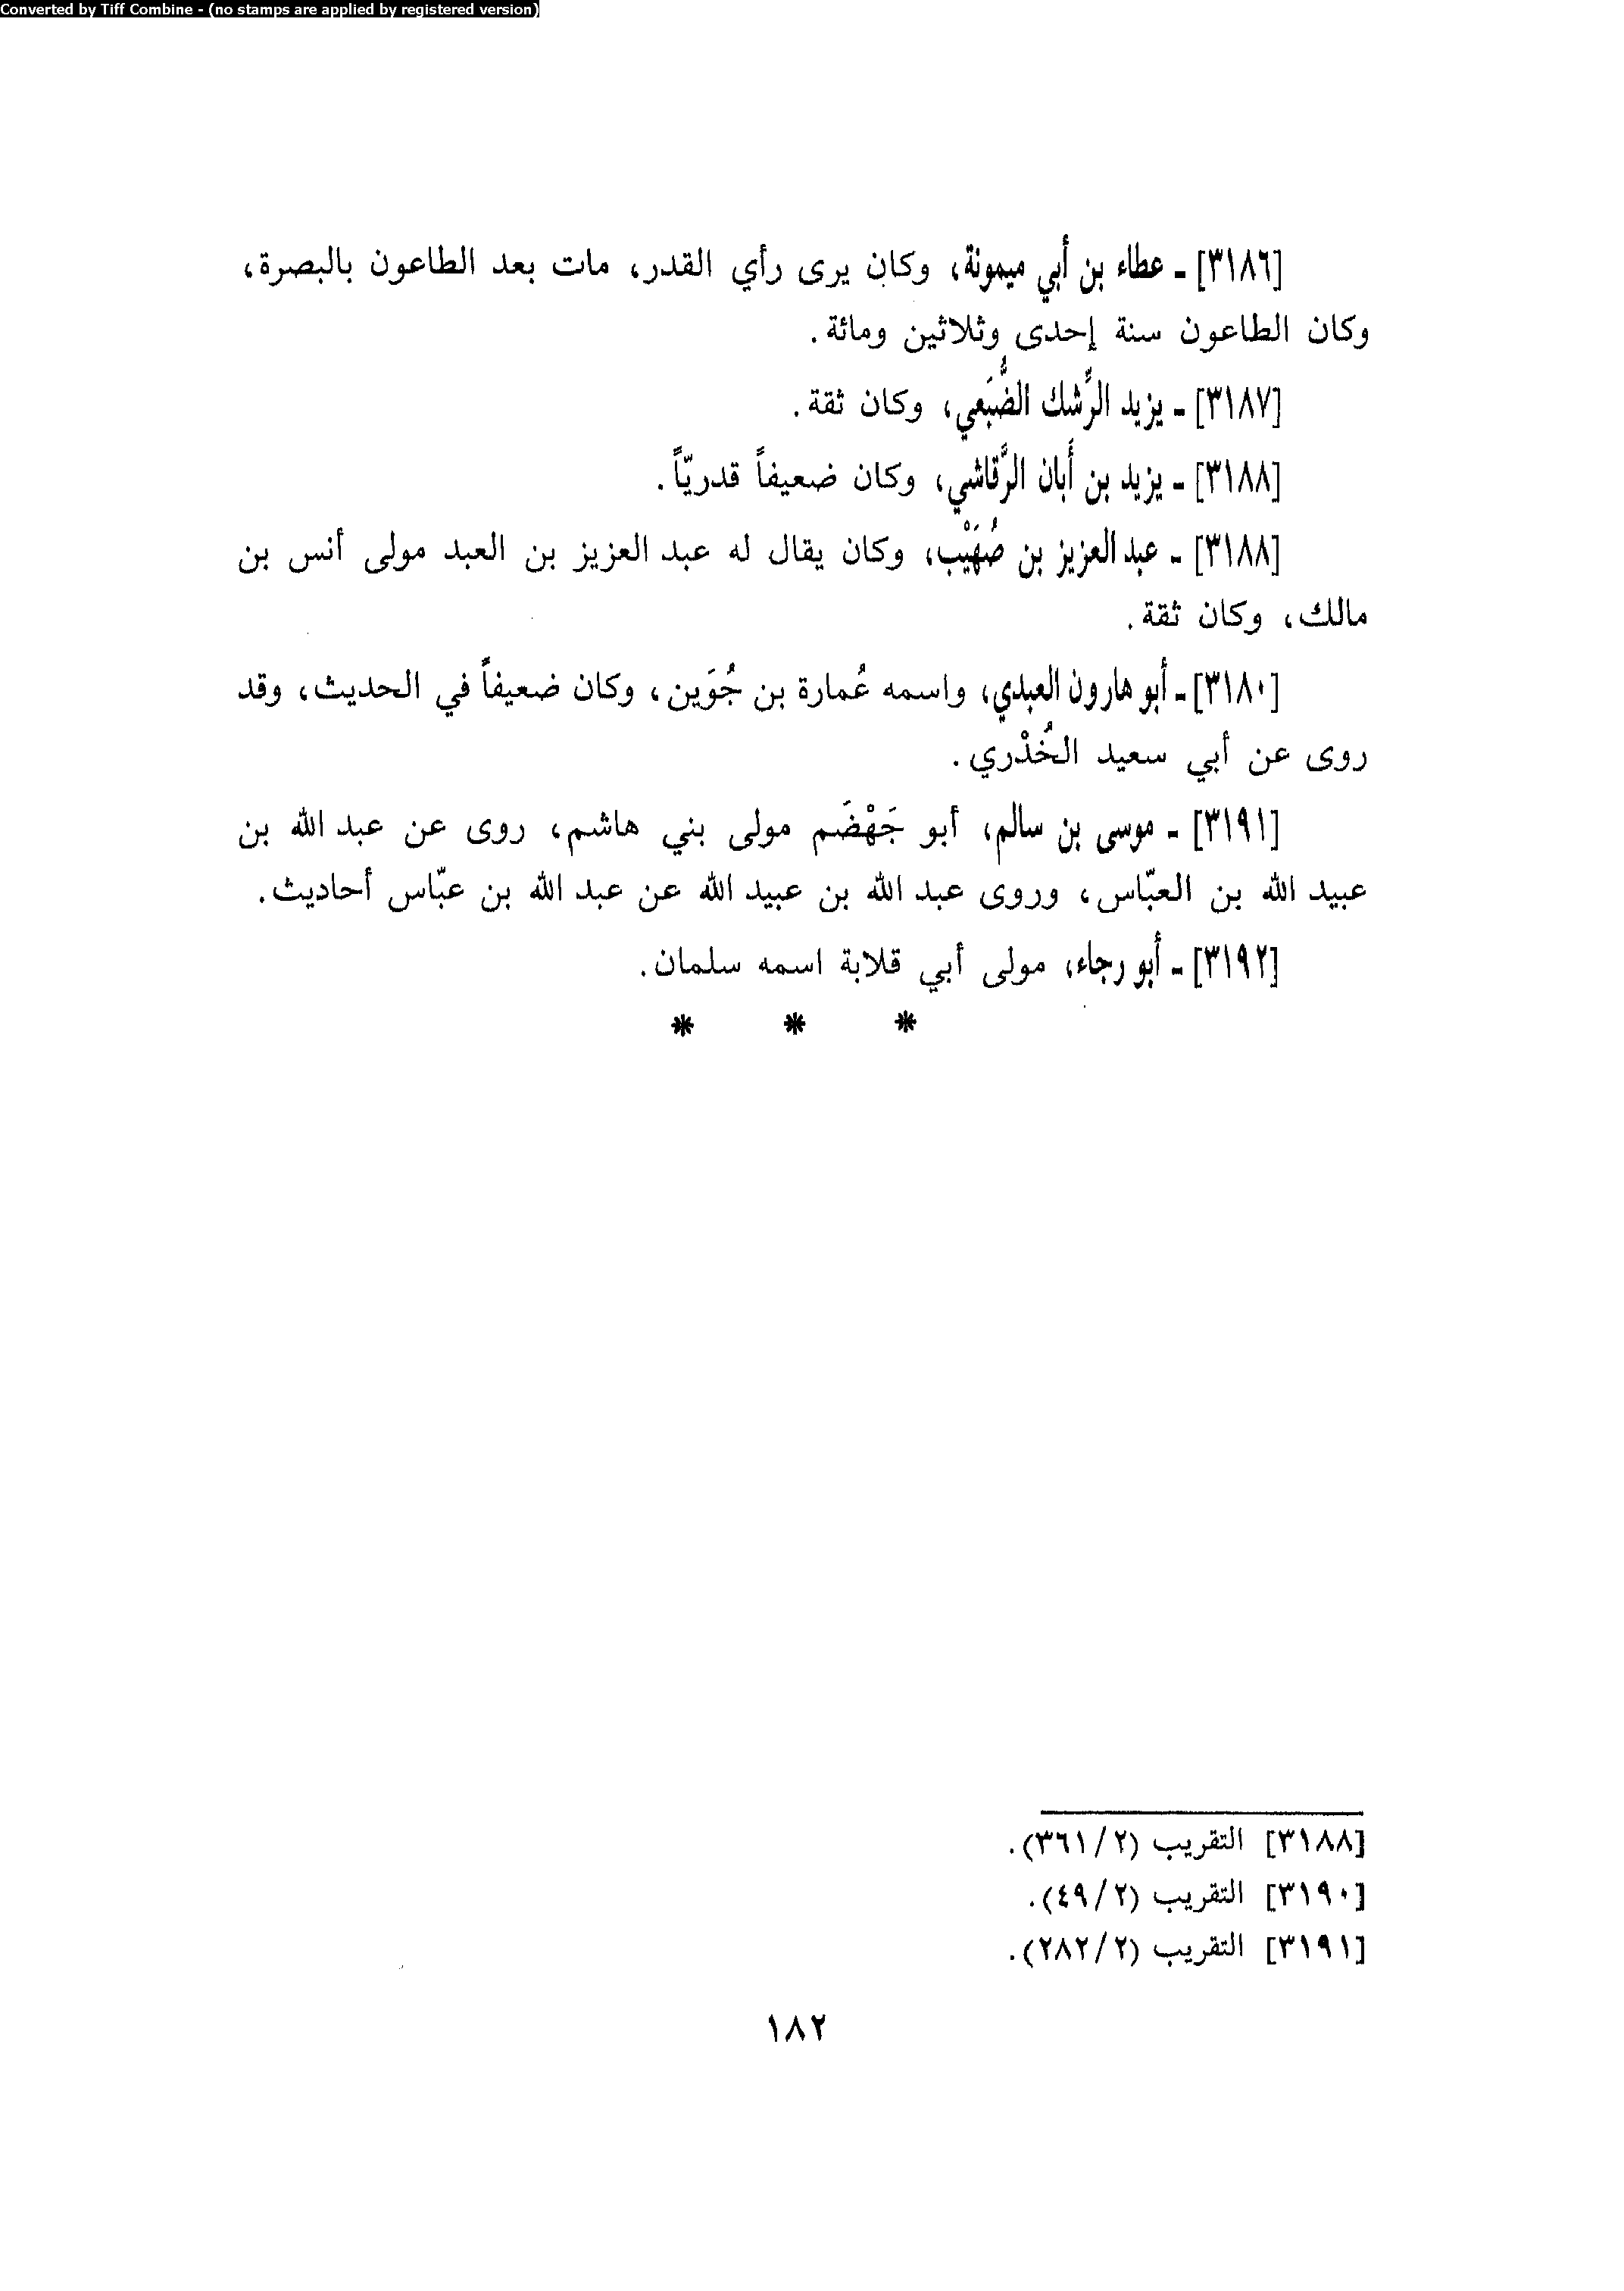 Converted by Tiff Combine - (no stamps are applied by registered version)
[٣١٨٦] ـ عطاء بن أبي ميمونة، وكان يرى رأي القدر، مات بعد الطاعون بالبصرة،
وكان الطاعون سنة إحدى وثلاثين ومائة.
[٣١٨٧] ـ يزيد الرِّشك الضُّبَعي، وكان ثقة.
[٣١٨٨] ـ يزيد بن أَبان الرَّقاشي، وكان ضعيفاً قدريّاً.
[٣١٨٨] ـ عبد العزيز بن صُهَيْب، وكان يقال له عبد العزيز بن العبد مولى أنس بن
مالك، وكان ثقة.
[٣١٨٠] ـ أبو هارون العبدي، واسمه عُمارة بن جُوَين، وكان ضعيفاً في الحديث، وقد
روى عن أبي سعيد الخُدْري.
[٣١٩١] ـ موسى بن سالم، أبو جَهْضَم مولى بني هاشم، روى عن عبد الله بن
عبيد الله بن العبّاس، وروى عبد الله بن عبيد الله عن عبد الله بن عبّاس أحاديث.
[٣١٩٢] ـ أبو رجاء، مولى أبي قلابة اسمه سلمان.
* * *
[٣١٨٨] التقريب (٢/ ٣٦١).
[٣١٩٠] التقريب (٢/ ٤٩).
[٣١٩١] التقريب (٢/ ٢٨٢).
١٨٢